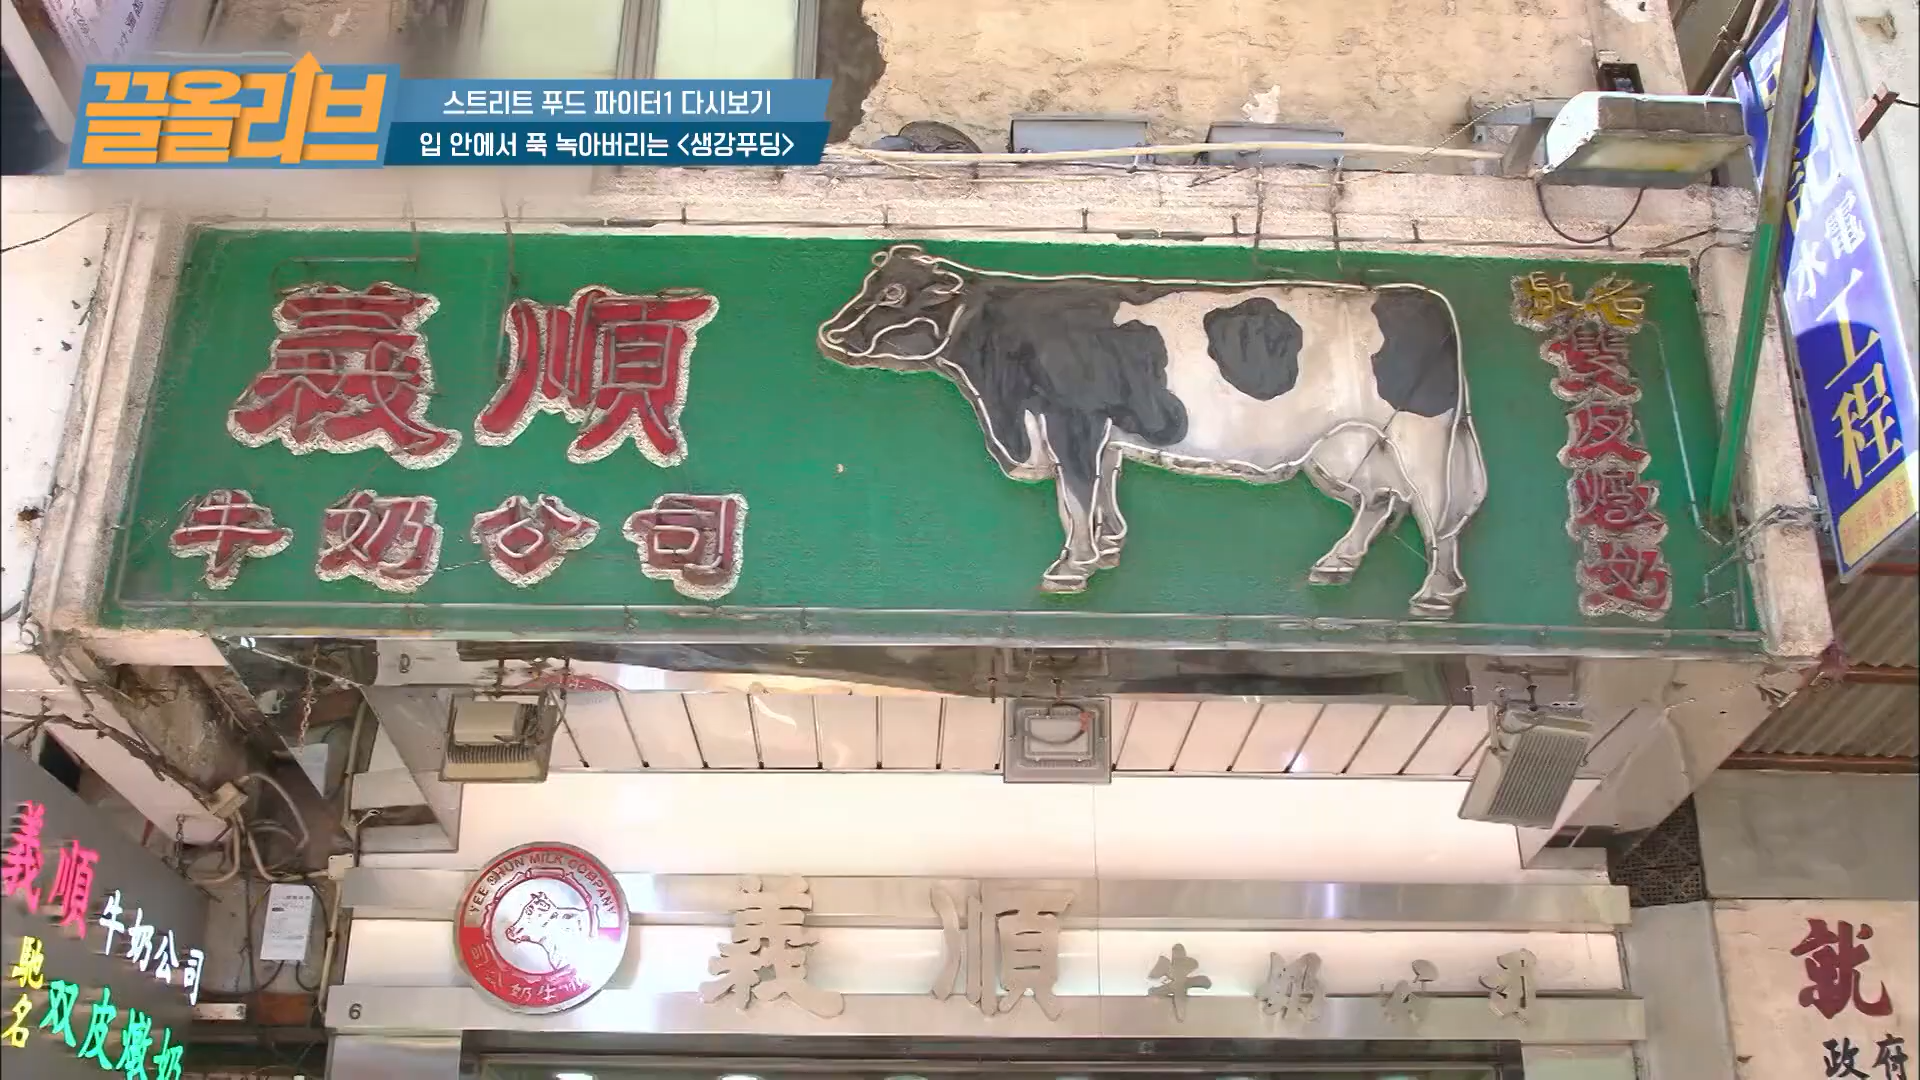 끌올리브
스트리트 푸드 파이터1 다시보기
입 안에서 푹 녹아버리는 <생강푸딩>
義順
牛奶公司
馳名
雙皮燉奶
水電工程
YEE SHUN MILK COMPANY
義順牛奶公司
6
義順
牛奶公司
馳名
双皮燉奶
就
政府